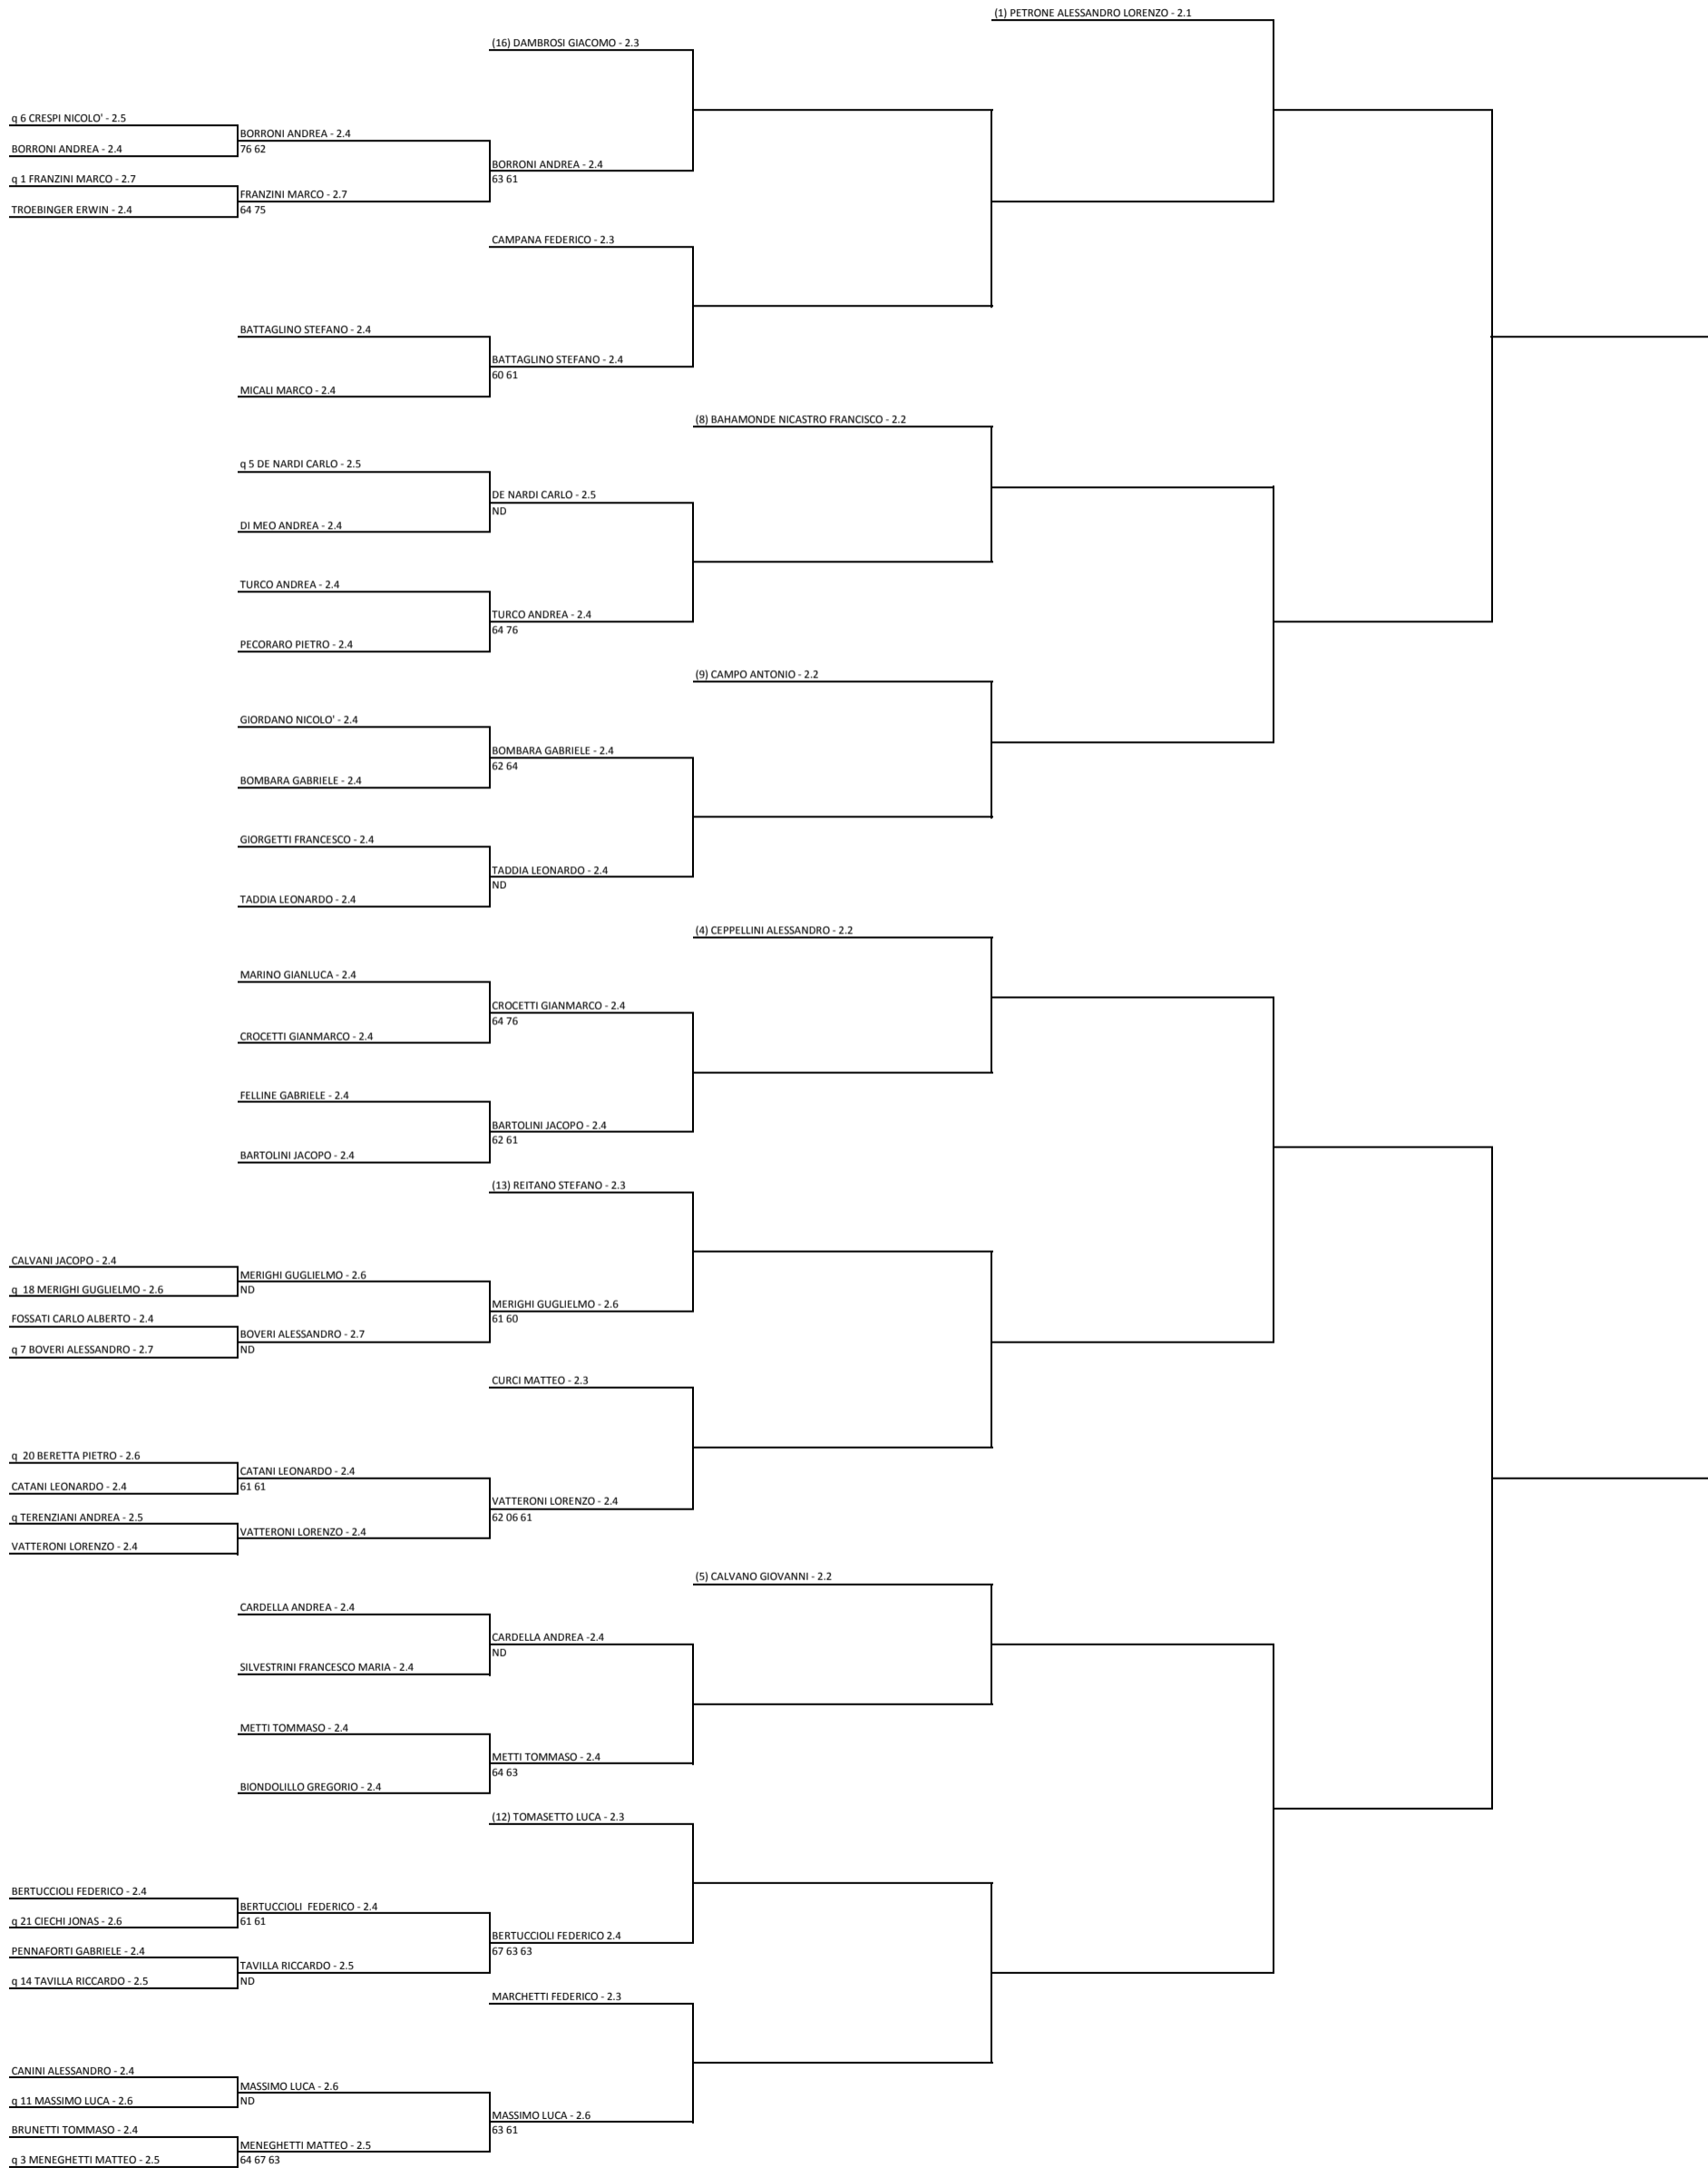 (1) PETRONE ALESSANDRO LORENZO - 2.1
(16) DAMBROSI GIACOMO - 2.3
q 6 CRESPI NICOLO' - 2.5
BORRONI ANDREA - 2.4
BORRONI ANDREA - 2.4
76 62
BORRONI ANDREA - 2.4
63 61
q 1 FRANZINI MARCO - 2.7
FRANZINI MARCO - 2.7
TROEBINGER ERWIN - 2.4
64 75
CAMPANA FEDERICO - 2.3
BATTAGLINO STEFANO - 2.4
BATTAGLINO STEFANO - 2.4
60 61
MICALI MARCO - 2.4
(8) BAHAMONDE NICASTRO FRANCISCO - 2.2
q 5 DE NARDI CARLO - 2.5
DE NARDI CARLO - 2.5
ND
DI MEO ANDREA - 2.4
TURCO ANDREA - 2.4
TURCO ANDREA - 2.4
64 76
PECORARO PIETRO - 2.4
(9) CAMPO ANTONIO - 2.2
GIORDANO NICOLO' - 2.4
BOMBARA GABRIELE - 2.4
62 64
BOMBARA GABRIELE - 2.4
GIORGETTI FRANCESCO - 2.4
TADDIA LEONARDO - 2.4
ND
TADDIA LEONARDO - 2.4
(4) CEPPELLINI ALESSANDRO - 2.2
MARINO GIANLUCA - 2.4
CROCETTI GIANMARCO - 2.4
64 76
CROCETTI GIANMARCO - 2.4
FELLINE GABRIELE - 2.4
BARTOLINI JACOPO - 2.4
62 61
BARTOLINI JACOPO - 2.4
(13) REITANO STEFANO - 2.3
CALVANI JACOPO - 2.4
MERIGHI GUGLIELMO - 2.6
q  18 MERIGHI GUGLIELMO - 2.6
ND
MERIGHI GUGLIELMO - 2.6
61 60
FOSSATI CARLO ALBERTO - 2.4
BOVERI ALESSANDRO - 2.7
q 7 BOVERI ALESSANDRO - 2.7
ND
CURCI MATTEO - 2.3
q  20 BERETTA PIETRO - 2.6
CATANI LEONARDO - 2.4
CATANI LEONARDO - 2.4
61 61
VATTERONI LORENZO - 2.4
62 06 61
q TERENZIANI ANDREA - 2.5
VATTERONI LORENZO - 2.4
VATTERONI LORENZO - 2.4
(5) CALVANO GIOVANNI - 2.2
CARDELLA ANDREA - 2.4
CARDELLA ANDREA -2.4
ND
SILVESTRINI FRANCESCO MARIA - 2.4
METTI TOMMASO - 2.4
METTI TOMMASO - 2.4
64 63
BIONDOLILLO GREGORIO - 2.4
(12) TOMASETTO LUCA - 2.3
BERTUCCIOLI FEDERICO - 2.4
BERTUCCIOLI  FEDERICO - 2.4
q 21 CIECHI JONAS - 2.6
61 61
BERTUCCIOLI FEDERICO 2.4
67 63 63
PENNAFORTI GABRIELE - 2.4
TAVILLA RICCARDO - 2.5
q 14 TAVILLA RICCARDO - 2.5
ND
MARCHETTI FEDERICO - 2.3
CANINI ALESSANDRO - 2.4
MASSIMO LUCA - 2.6
q 11 MASSIMO LUCA - 2.6
ND
MASSIMO LUCA - 2.6
63 61
BRUNETTI TOMMASO - 2.4
MENEGHETTI MATTEO - 2.5
q 3 MENEGHETTI MATTEO - 2.5
64 67 63